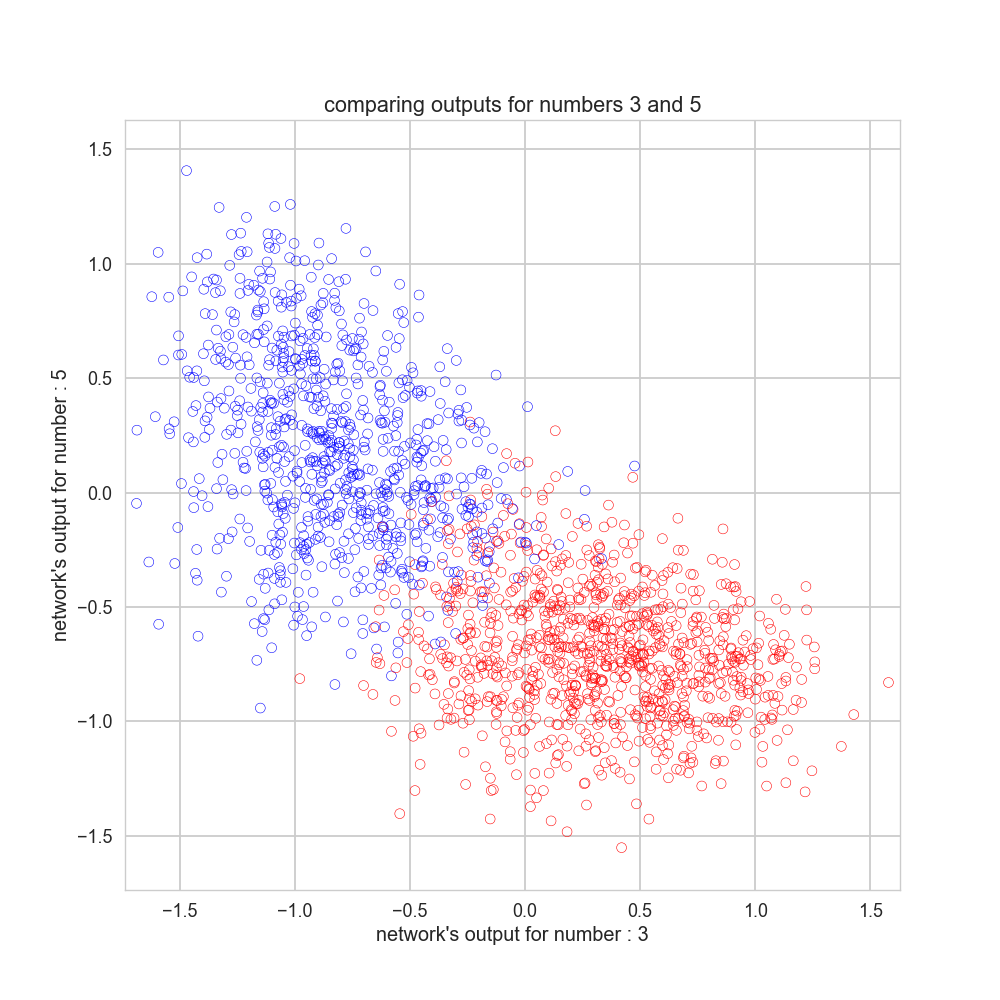 comparing outputs for numbers 3 and 5
1.5
1.0
0.5
0.0
−0.5
−1.0
−1.5
network's output for number : 5
−1.5 −1.0 −0.5 0.0 0.5 1.0 1.5
network's output for number : 3